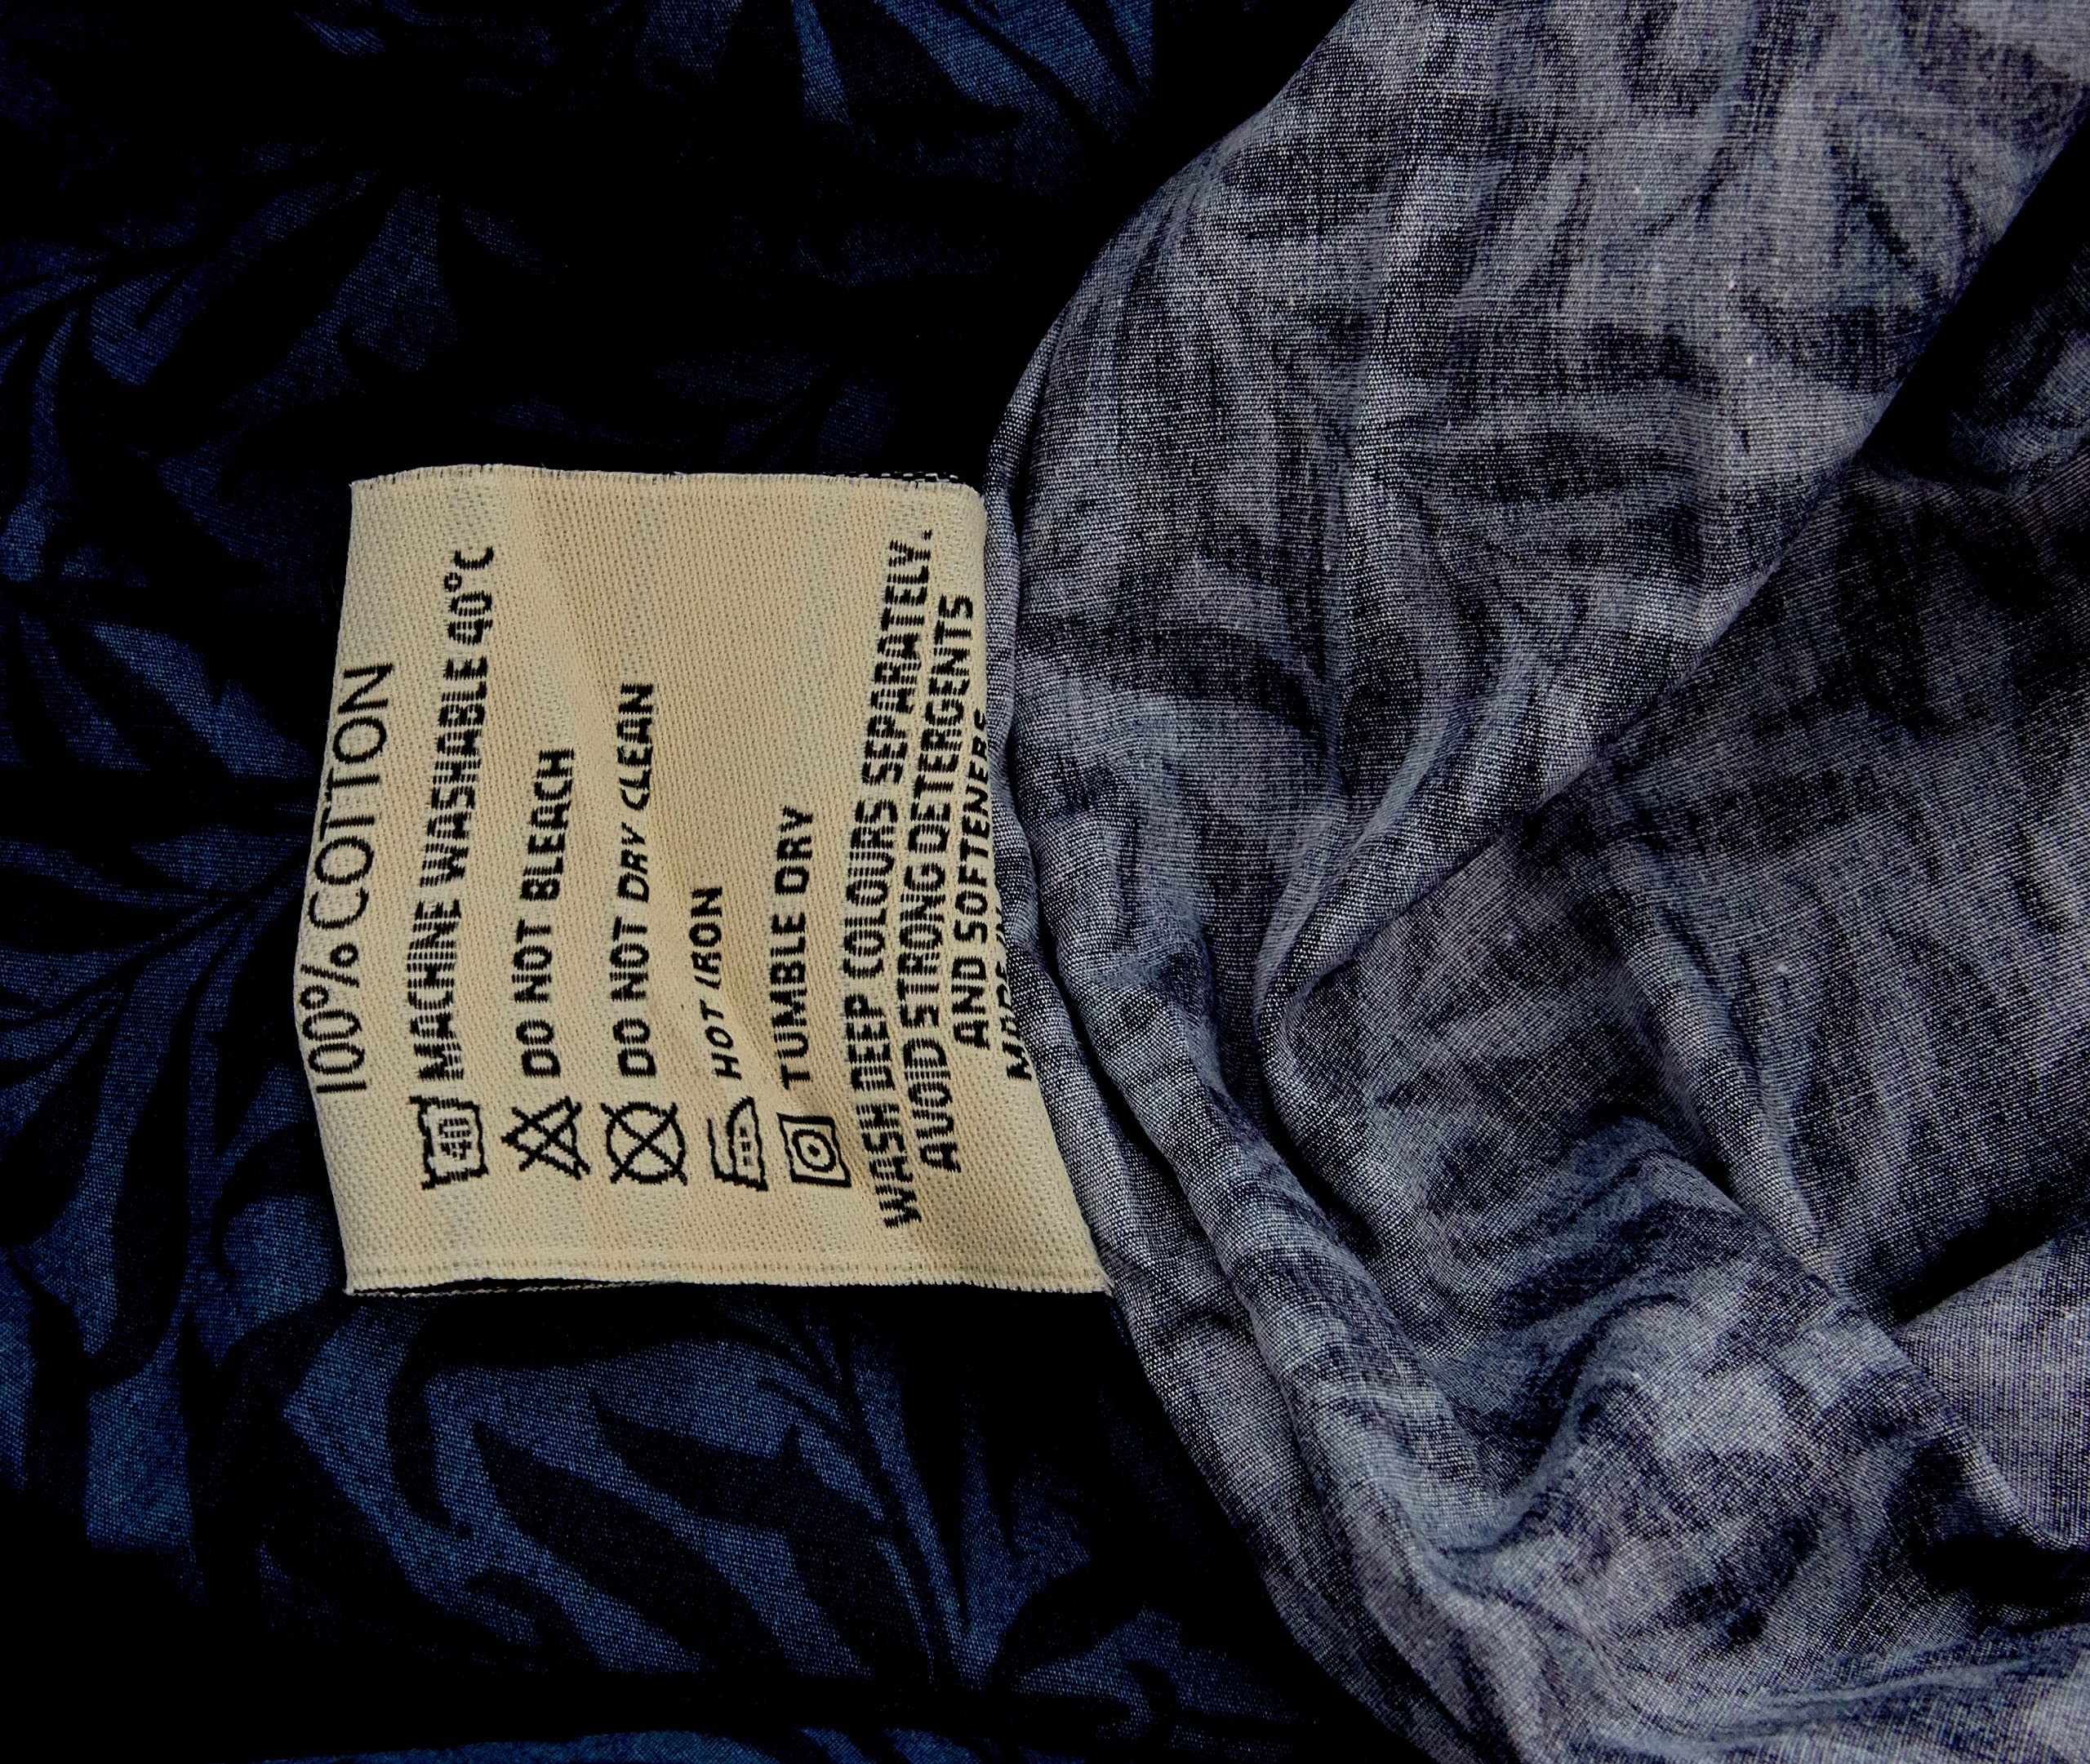 100% COTTON
40 MACHINE WASHABLE 40°C
DO NOT BLEACH
DO NOT DRY CLEAN
HOT IRON
TUMBLE DRY
WASH DEEP COLOURS SEPARATELY.
AVOID STRONG DETERGENTS
AND SOFTENERS